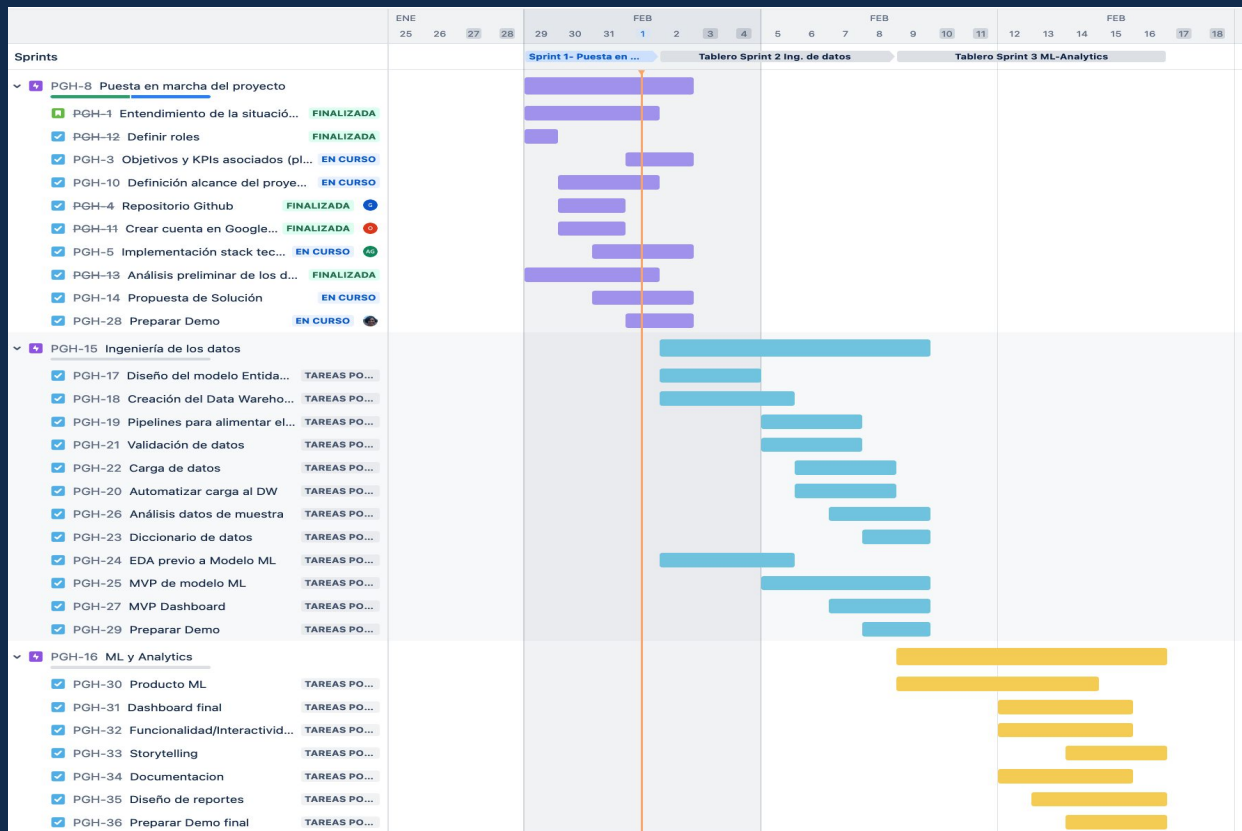 ENE FEB FEB FEB
25 26 27 28 29 30 31 1 2 3 4 5 6 7 8 9 10 11 12 13 14 15 16 17 18
Sprints Sprint 1- Puesta en ... Tablero Sprint 2 Ing. de datos Tablero Sprint 3 ML-Analytics
PGH-8 Puesta en marcha del proyecto
PGH-1 Entendimiento de la situació... FINALIZADA
PGH-12 Definir roles FINALIZADA
PGH-3 Objetivos y KPIs asociados (pl... EN CURSO
PGH-10 Definición alcance del proye... EN CURSO
PGH-4 Repositorio Github FINALIZADA G
PGH-11 Crear cuenta en Google... FINALIZADA O
PGH-5 Implementación stack tec... EN CURSO AG
PGH-13 Análisis preliminar de los d... FINALIZADA
PGH-14 Propuesta de Solución EN CURSO
PGH-28 Preparar Demo EN CURSO
PGH-15 Ingeniería de los datos
PGH-17 Diseño del modelo Entida... TAREAS PO...
PGH-18 Creación del Data Wareho... TAREAS PO...
PGH-19 Pipelines para alimentar el... TAREAS PO...
PGH-21 Validación de datos TAREAS PO...
PGH-22 Carga de datos TAREAS PO...
PGH-20 Automatizar carga al DW TAREAS PO...
PGH-26 Análisis datos de muestra TAREAS PO...
PGH-23 Diccionario de datos TAREAS PO...
PGH-24 EDA previo a Modelo ML TAREAS PO...
PGH-25 MVP de modelo ML TAREAS PO...
PGH-27 MVP Dashboard TAREAS PO...
PGH-29 Preparar Demo TAREAS PO...
PGH-16 ML y Analytics
PGH-30 Producto ML TAREAS PO...
PGH-31 Dashboard final TAREAS PO...
PGH-32 Funcionalidad/Interactivid... TAREAS PO...
PGH-33 Storytelling TAREAS PO...
PGH-34 Documentacion TAREAS PO...
PGH-35 Diseño de reportes TAREAS PO...
PGH-36 Preparar Demo final TAREAS PO...